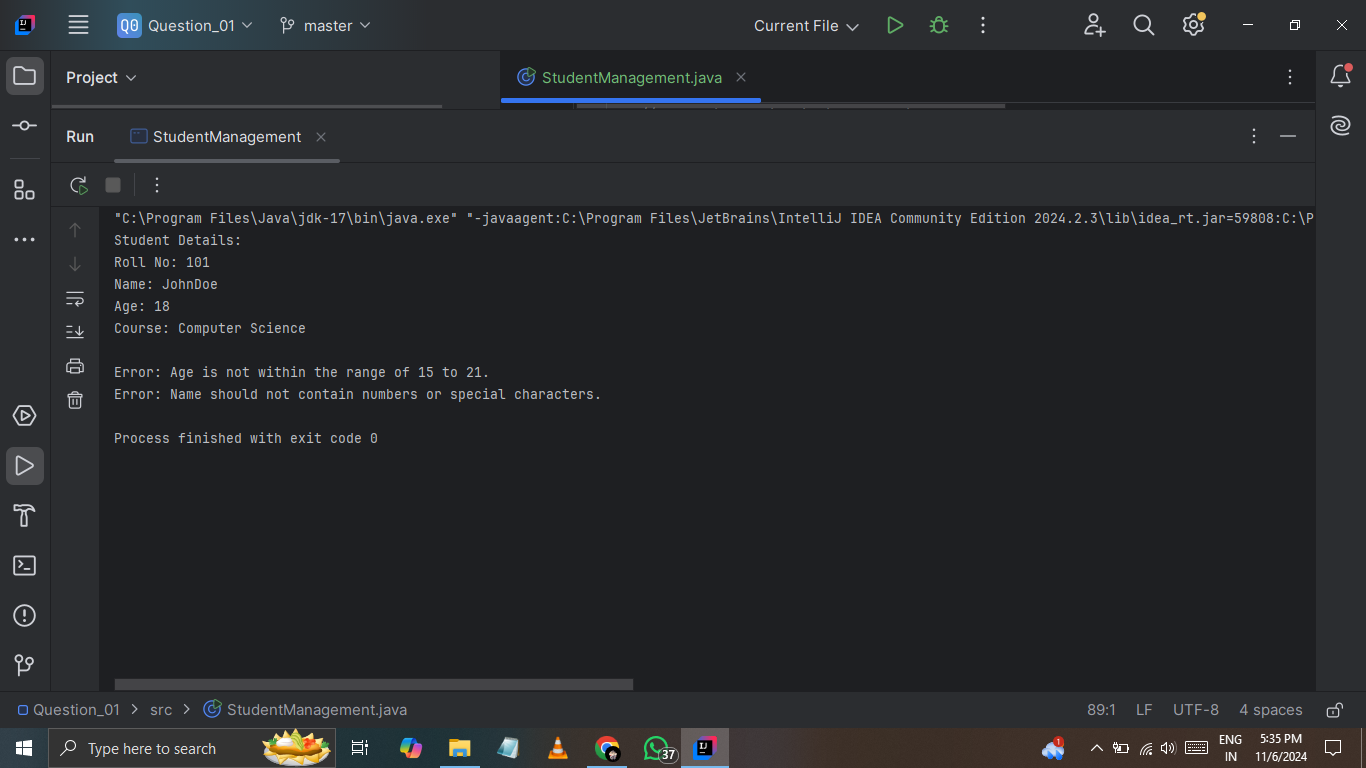 Q0 Question_01 master Current File
Project StudentManagement.java
Run StudentManagement
"C:\Program Files\Java\jdk-17\bin\java.exe" "-javaagent:C:\Program Files\JetBrains\IntelliJ IDEA Community Edition 2024.2.3\lib\idea_rt.jar=59808:C:\P
Student Details:
Roll No: 101
Name: JohnDoe
Age: 18
Course: Computer Science
Error: Age is not within the range of 15 to 21.
Error: Name should not contain numbers or special characters.
Process finished with exit code 0
Question_01 > src > StudentManagement.java 89:1 LF UTF-8 4 spaces
Type here to search 37 1 ENG 5:35 PM
IN 11/6/2024